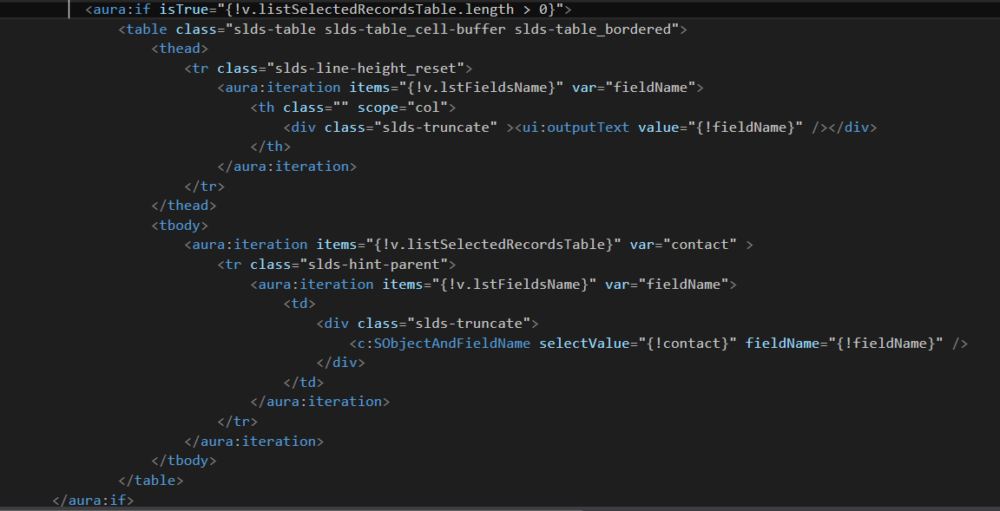 <aura:if isTrue="{!v.listSelectedRecordsTable.length > 0}">
<table class="slds-table slds-table_cell-buffer slds-table_bordered">
<thead>
<tr class="slds-line-height_reset">
<aura:iteration items="{!v.lstFieldsName}" var="fieldName">
<th class="" scope="col">
<div class="slds-truncate" ><ui:outputText value="{!fieldName}" /></div>
</th>
</aura:iteration>
</tr>
</thead>
<tbody>
<aura:iteration items="{!v.listSelectedRecordsTable}" var="contact" >
<tr class="slds-hint-parent">
<aura:iteration items="{!v.lstFieldsName}" var="fieldName">
<td>
<div class="slds-truncate">
<c:SObjectAndFieldName selectValue="{!contact}" fieldName="{!fieldName}" />
</div>
</td>
</aura:iteration>
</tr>
</aura:iteration>
</tbody>
</table>
</aura:if>